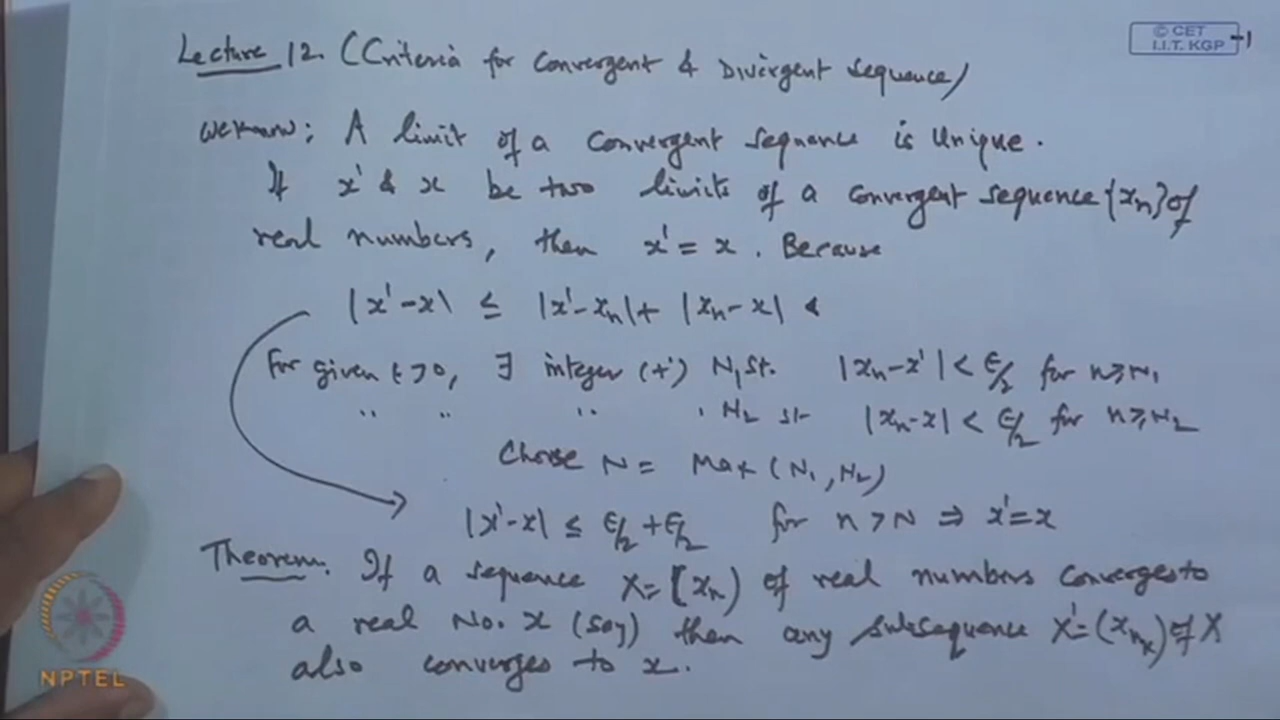 © CET
I.I.T. KGP
Lecture 12. (Criteria for Convergent & Divergent Sequence)
We know: A limit of a Convergent sequence is Unique.
If x' & x be two limits of a convergent sequence {xn} of
real numbers, then x' = x. Because
|x'-x| ≤ |x'-xn| + |xn-x|
For given ε>0, ∃ integer (+) N1 st. |xn-x'| < ε/2 for n≥N1
" " " , N2 st |xn-x| < ε/2 for n≥N2
Choose N = Max (N1, N2)
|x'-x| ≤ ε/2 + ε/2 for n>N ⇒ x'=x
Theorem. If a sequence X=(xn) of real numbers converges to
a real No. x (say) then any subsequence X'=(xnk) of X
also converges to x.
NPTEL